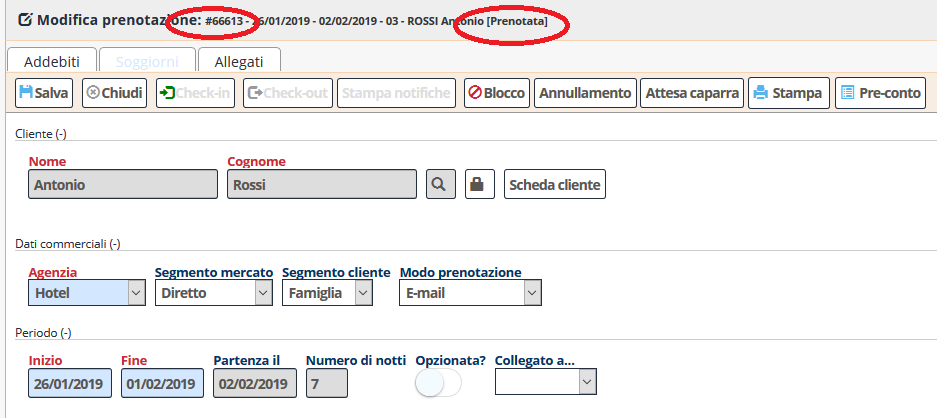 Modifica prenotazione: #66613 - 26/01/2019 - 02/02/2019 - 03 - ROSSI Antonio [Prenotata]
Addebiti Soggiorni Allegati
Salva Chiudi Check-in Check-out Stampa notifiche Blocco Annullamento Attesa caparra Stampa Pre-conto
Cliente (-)
Nome Cognome
Antonio Rossi Scheda cliente
Dati commerciali (-)
Agenzia Segmento mercato Segmento cliente Modo prenotazione
Hotel Diretto Famiglia E-mail
Periodo (-)
Inizio Fine Partenza il Numero di notti Opzionata? Collegato a...
26/01/2019 01/02/2019 02/02/2019 7